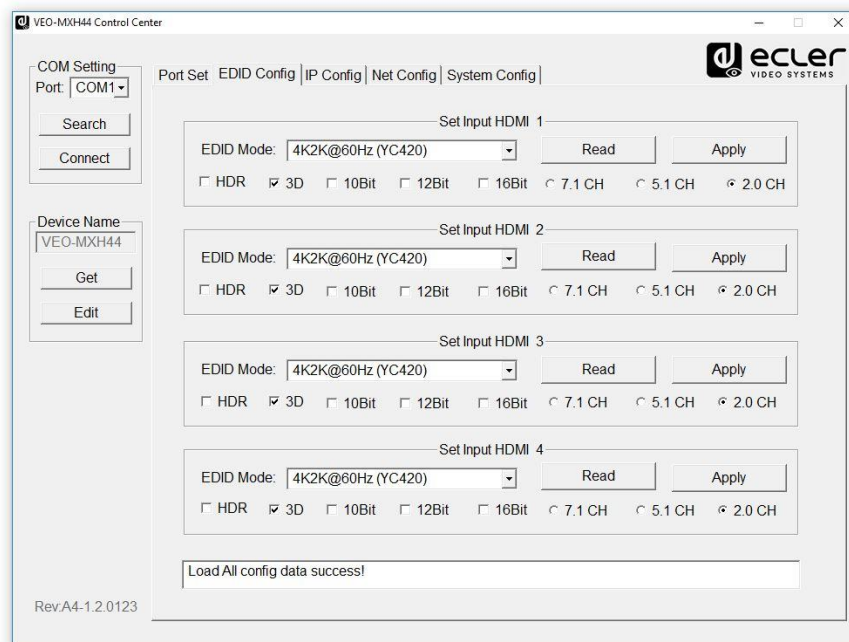 VEO-MXH44 Control Center
ecler
VIDEO SYSTEMS
COM Setting
Port: COM1
Search
Connect
Device Name
VEO-MXH44
Get
Edit
Rev:A4-1.2.0123
Port Set EDID Config IP Config Net Config System Config
Set Input HDMI 1
EDID Mode: 4K2K@60Hz (YC420) Read Apply
HDR 3D 10Bit 12Bit 16Bit 7.1 CH 5.1 CH 2.0 CH
Set Input HDMI 2
EDID Mode: 4K2K@60Hz (YC420) Read Apply
HDR 3D 10Bit 12Bit 16Bit 7.1 CH 5.1 CH 2.0 CH
Set Input HDMI 3
EDID Mode: 4K2K@60Hz (YC420) Read Apply
HDR 3D 10Bit 12Bit 16Bit 7.1 CH 5.1 CH 2.0 CH
Set Input HDMI 4
EDID Mode: 4K2K@60Hz (YC420) Read Apply
HDR 3D 10Bit 12Bit 16Bit 7.1 CH 5.1 CH 2.0 CH
Load All config data success!